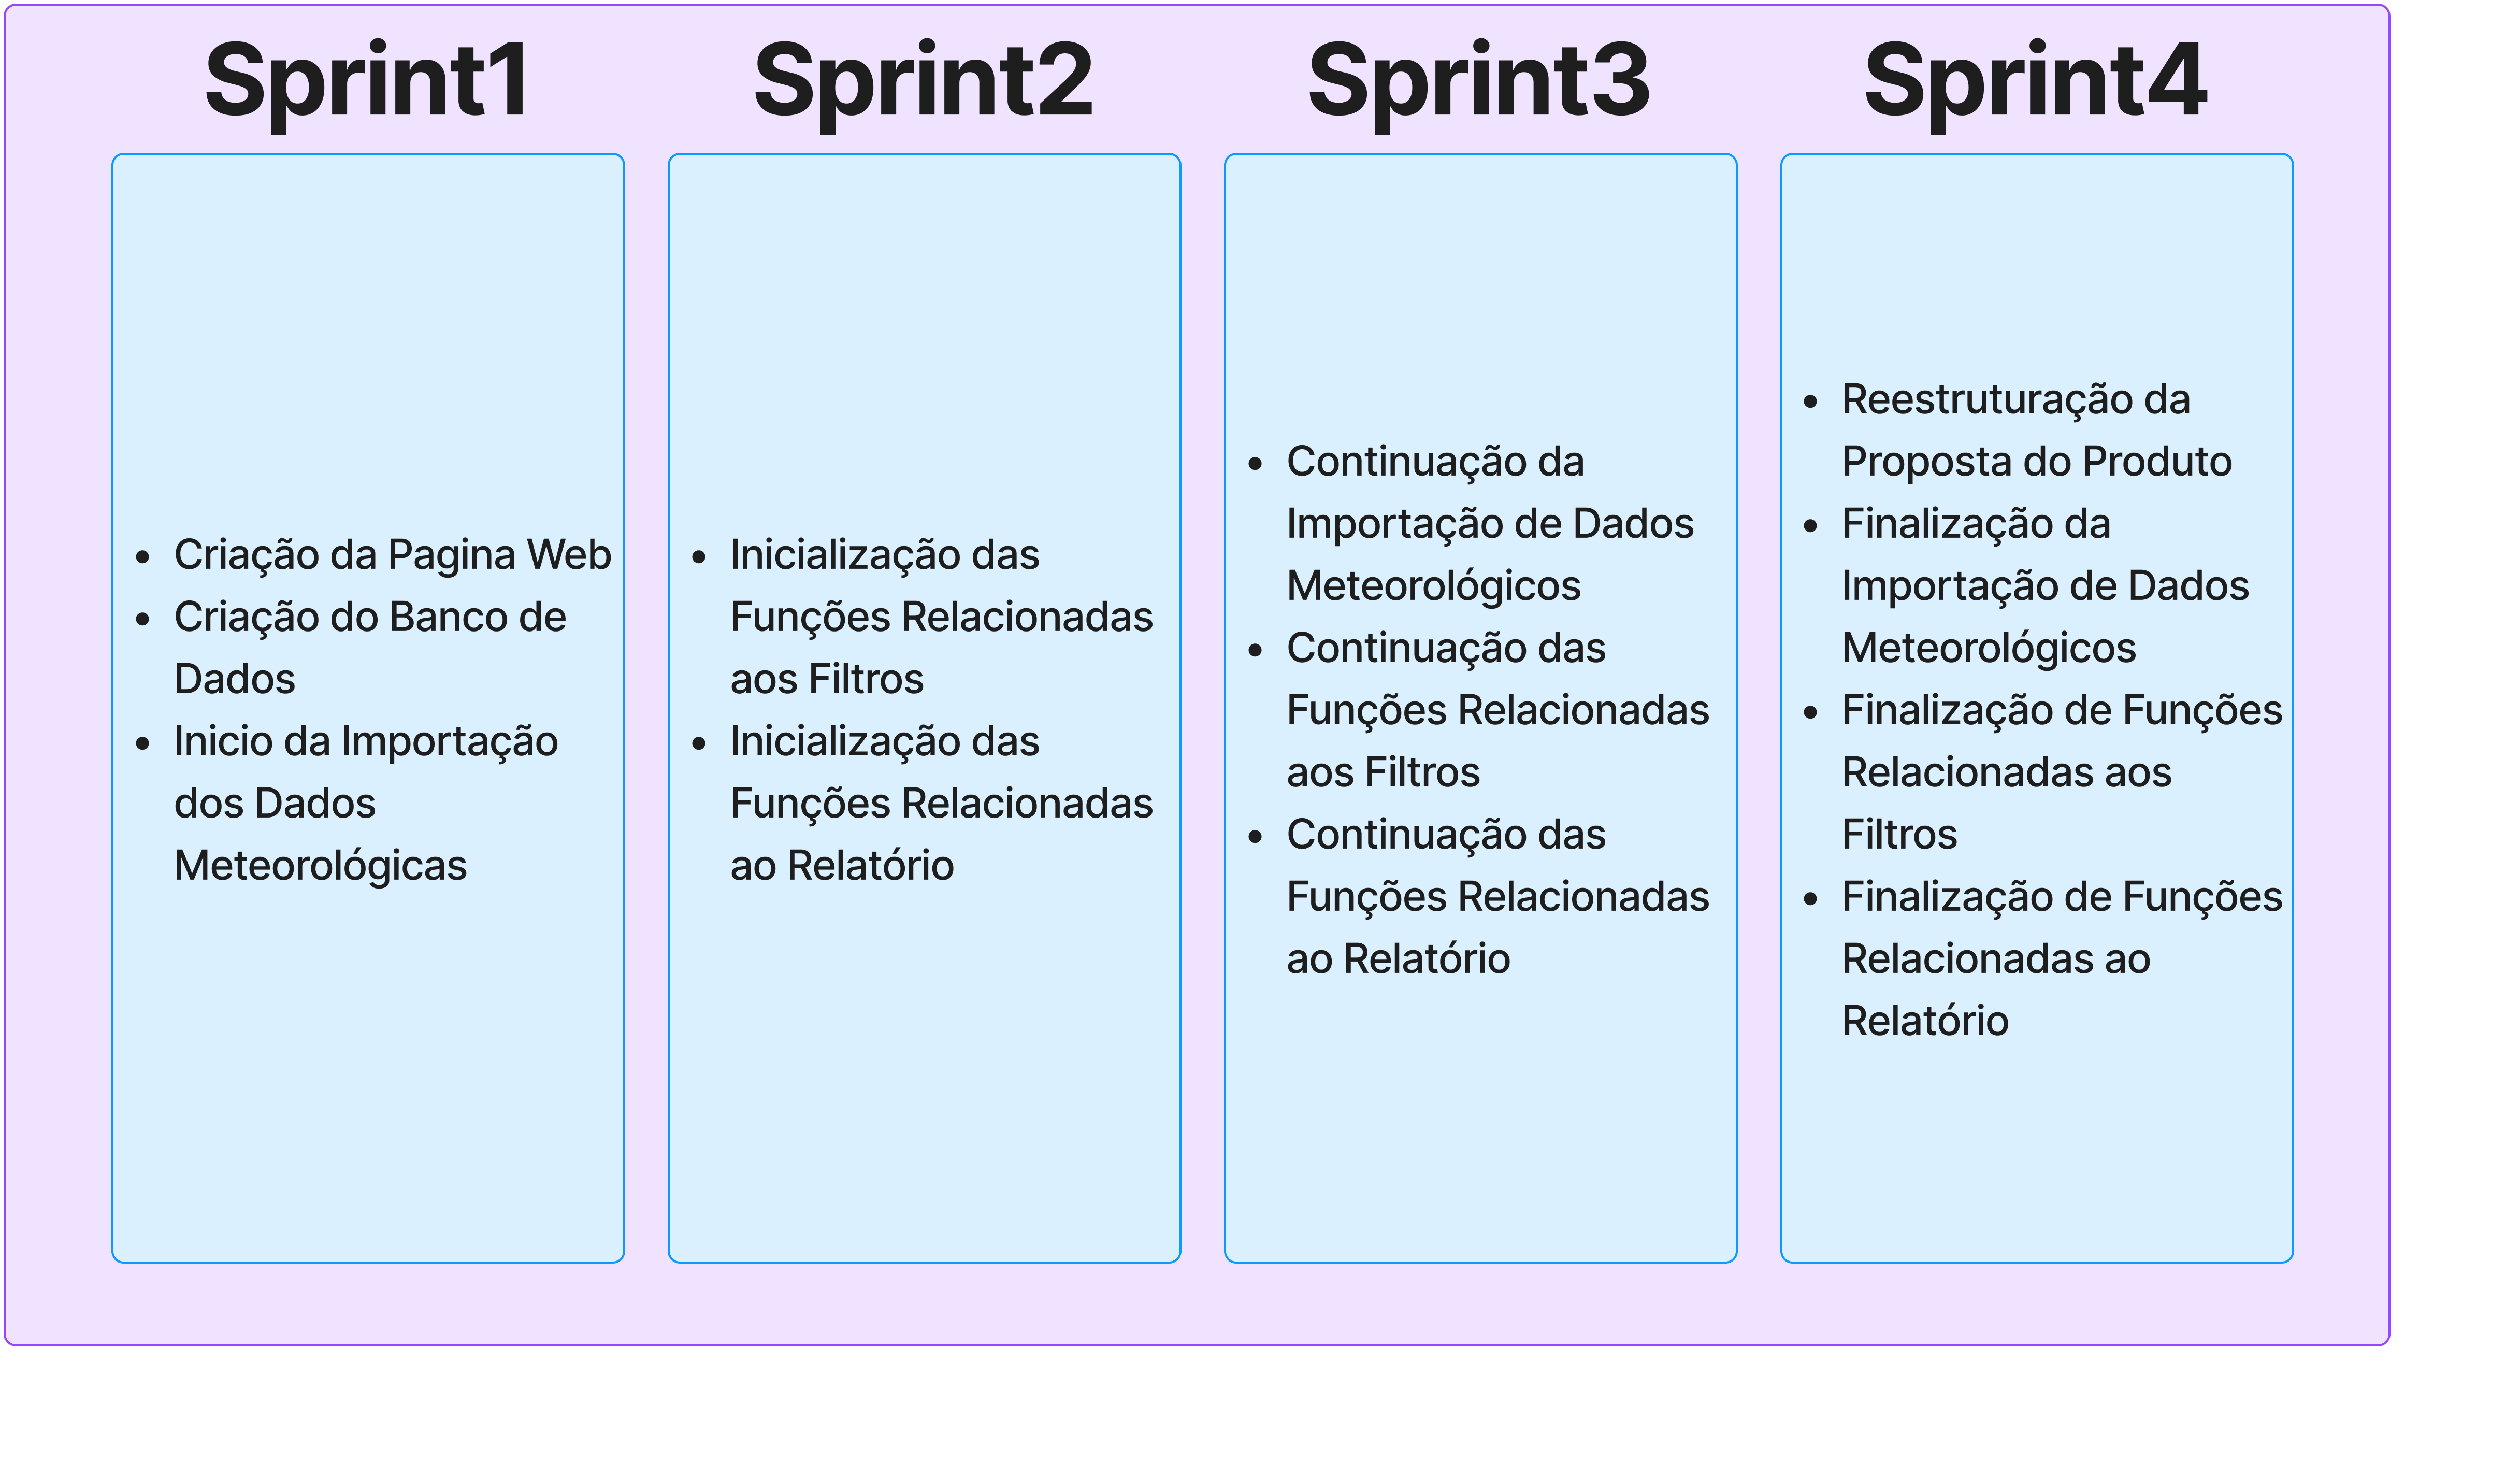 Sprint1
• Criação da Pagina Web
• Criação do Banco de
Dados
• Inicio da Importação
dos Dados
Meteorológicas
Sprint2
• Inicialização das
Funções Relacionadas
aos Filtros
• Inicialização das
Funções Relacionadas
ao Relatório
Sprint3
• Continuação da
Importação de Dados
Meteorológicos
• Continuação das
Funções Relacionadas
aos Filtros
• Continuação das
Funções Relacionadas
ao Relatório
Sprint4
• Reestruturação da
Proposta do Produto
• Finalização da
Importação de Dados
Meteorológicos
• Finalização de Funções
Relacionadas aos
Filtros
• Finalização de Funções
Relacionadas ao
Relatório